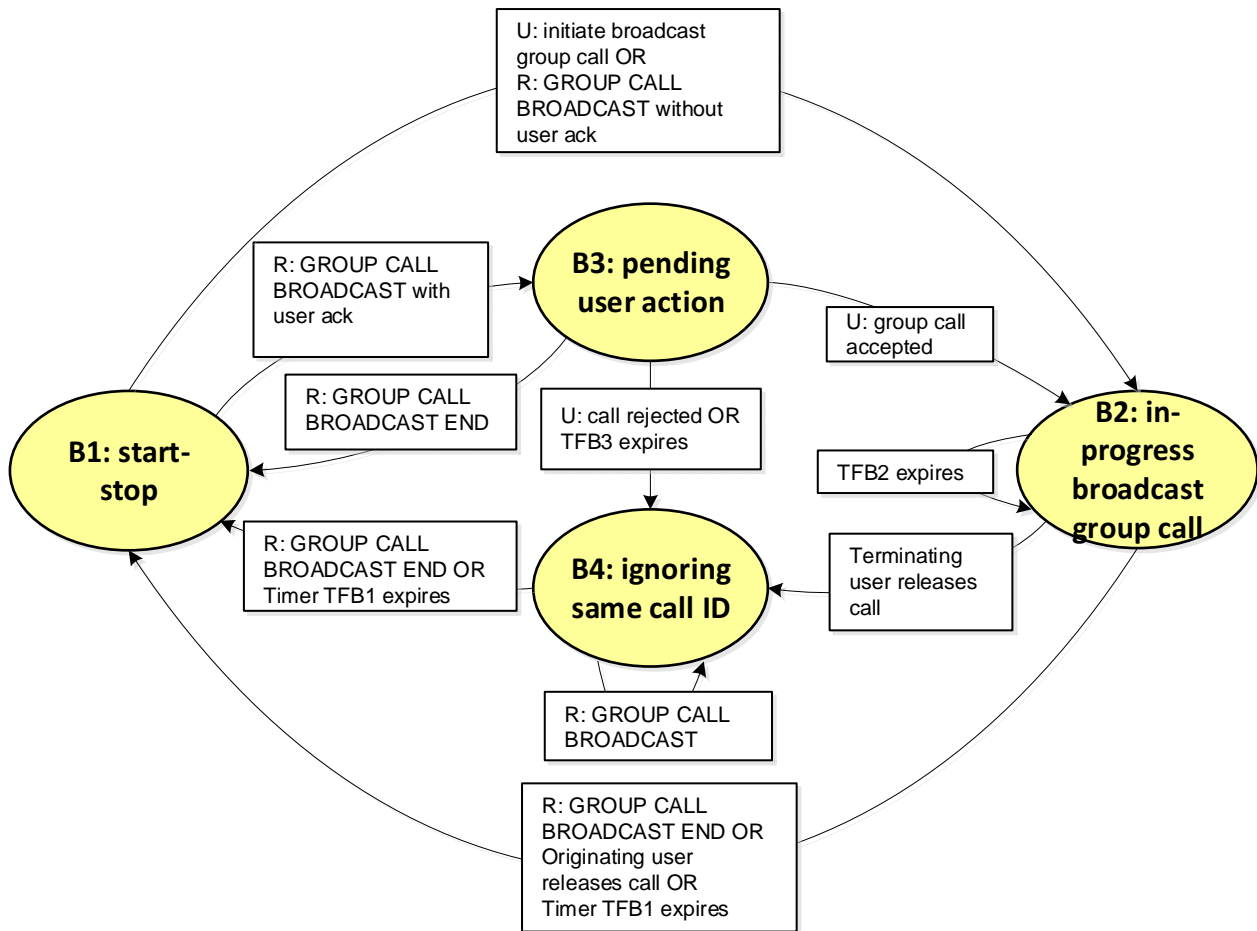 U: initiate broadcast
group call OR
R: GROUP CALL
BROADCAST without
user ack
R: GROUP CALL
BROADCAST with
user ack
B3: pending
user action
U: group call
accepted
R: GROUP CALL
BROADCAST END
U: call rejected OR
TFB3 expires
B1: start-
stop
B2: in-
progress
broadcast
group call
TFB2 expires
R: GROUP CALL
BROADCAST END OR
Timer TFB1 expires
B4: ignoring
same call ID
Terminating
user releases
call
R: GROUP CALL
BROADCAST
R: GROUP CALL
BROADCAST END OR
Originating user
releases call OR
Timer TFB1 expires